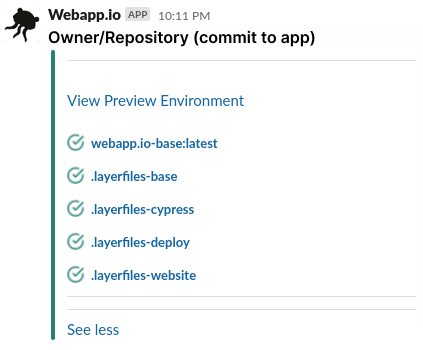 Webapp.io APP 10:11 PM
Owner/Repository (commit to app)
View Preview Environment
webapp.io-base:latest
.layerfiles-base
.layerfiles-cypress
.layerfiles-deploy
.layerfiles-website
See less